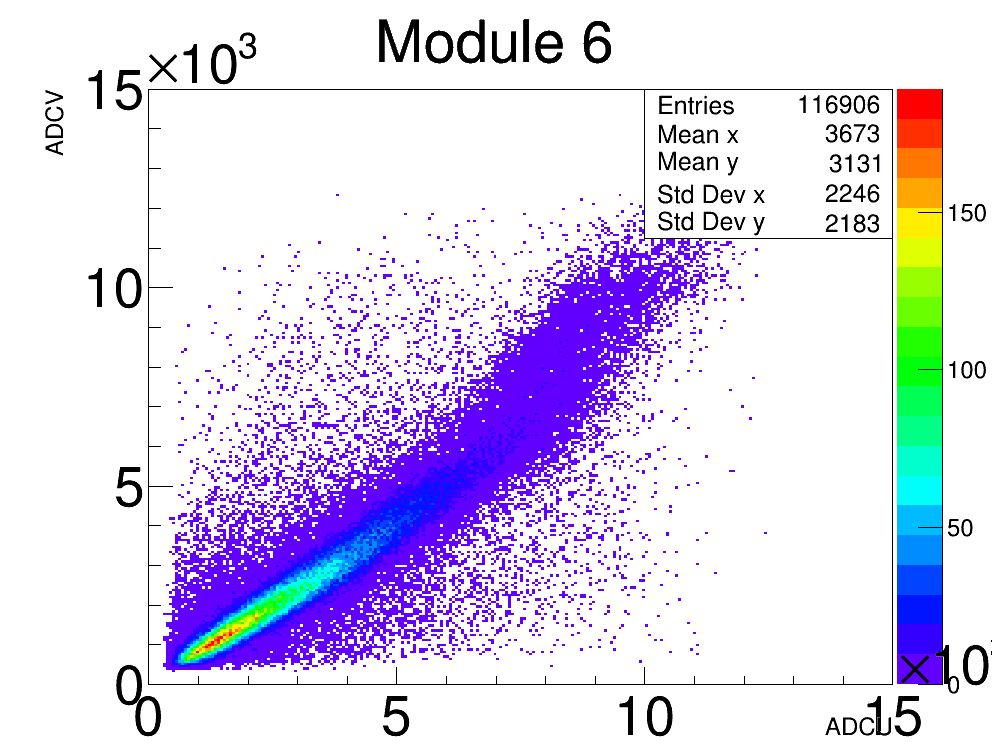 Module 6
×10³
ADCV
15
10
5
0
Entries 116906
Mean x 3673
Mean y 3131
Std Dev x 2246
Std Dev y 2183
150
100
50
0
×10
0 5 10 15
ADCU